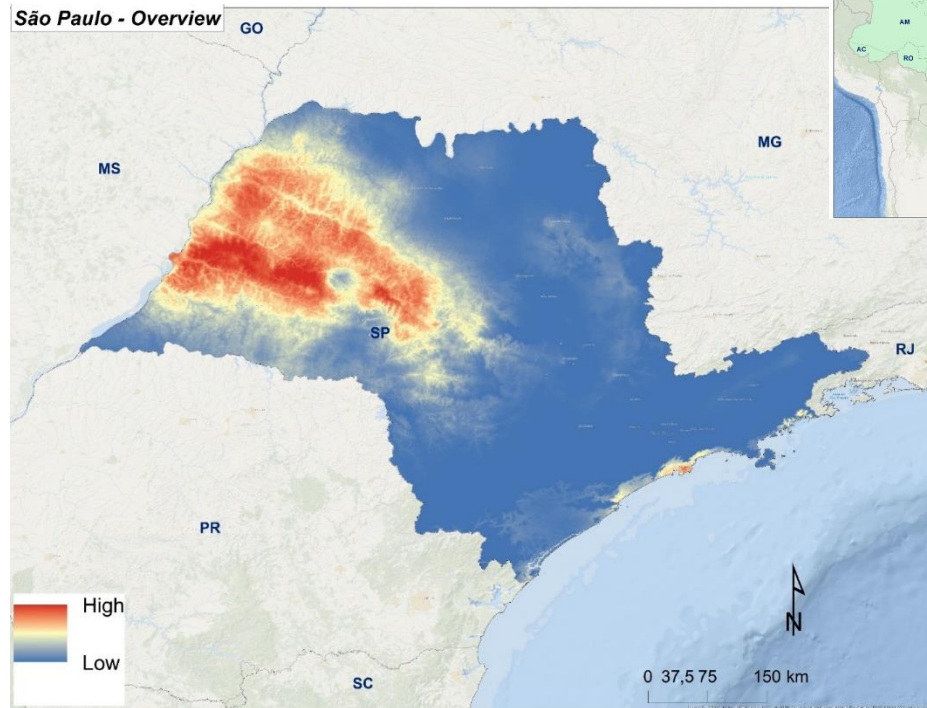 São Paulo - Overview
GO
AM
AC
RO
MS
MG
SP
RJ
PR
High
Low
N
SC
0 37,5 75 150 km